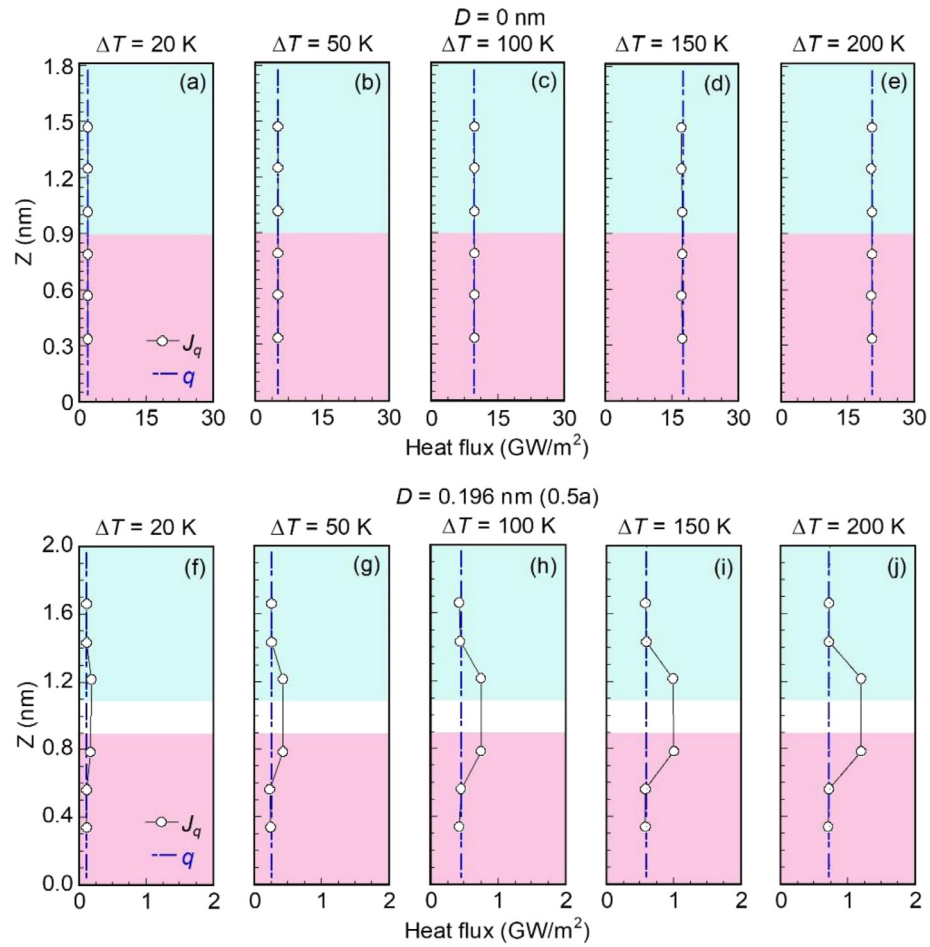 D = 0 nm
ΔT = 20 K ΔT = 50 K ΔT = 100 K ΔT = 150 K ΔT = 200 K
1.8 (a) (b) (c) (d) (e)
1.5
1.2
0.9
0.6
0.3
0
Z (nm)
Jq
q
0 15 30 0 15 30 0 15 30 0 15 30 0 15 30
Heat flux (GW/m²)
D = 0.196 nm (0.5a)
ΔT = 20 K ΔT = 50 K ΔT = 100 K ΔT = 150 K ΔT = 200 K
2.0 (f) (g) (h) (i) (j)
1.6
1.2
0.8
0.4
0.0
Z (nm)
Jq
q
0 1 2 0 1 2 0 1 2 0 1 2 0 1 2
Heat flux (GW/m²)